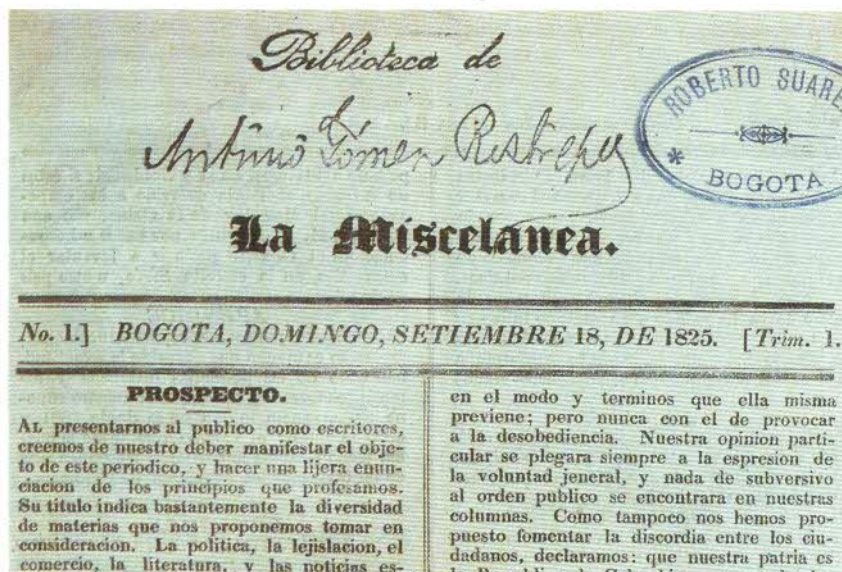 Biblioteca de
Antonio Gómez Restrepo
ROBERTO SUARE
* BOGOTA
La Miscelanea.
No. 1.] BOGOTA, DOMINGO, SETIEMBRE 18, DE 1825. [Trim. 1.
PROSPECTO.
AL presentarnos al publico como escritores,
creemos de nuestro deber manifestar el obje-
to de este periodico, y hacer una lijera enun-
ciacion de los principios que profesamos.
Su titulo indica bastantemente la diversidad
de materias que nos proponemos tomar en
consideracion. La politica, la lejislacion, el
comercio, la literatura, y las noticias es-
en el modo y terminos que ella misma
previene; pero nunca con el de provocar
a la desobediencia. Nuestra opinion parti-
cular se plegara siempre a la espresion de
la voluntad jeneral, y nada de subversivo
al orden publico se encontrara en nuestras
columnas. Como tampoco nos hemos pro-
puesto fomentar la discordia entre los ciu-
dadanos, declaramos: que nuestra patria es